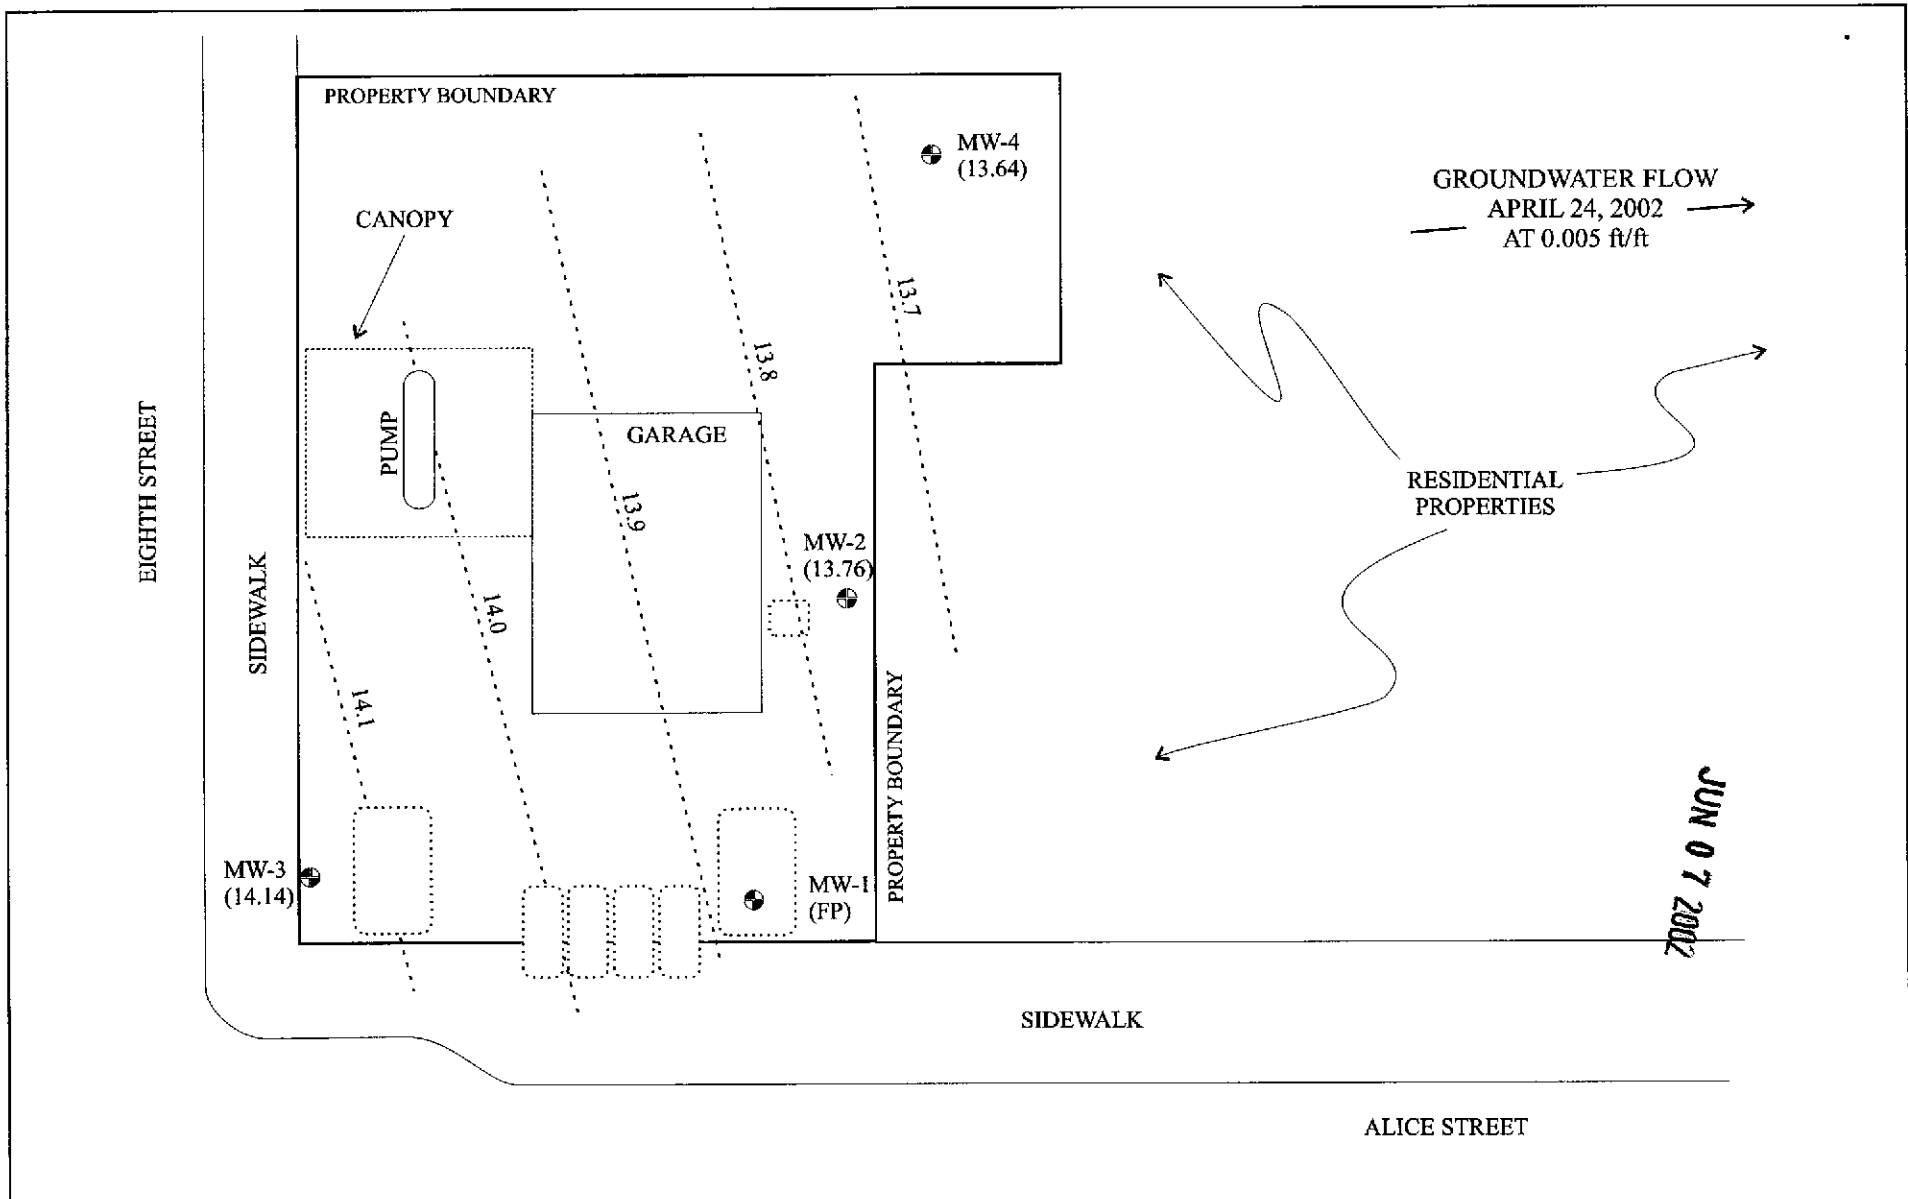 PROPERTY BOUNDARY
MW-4
(13.64)
GROUNDWATER FLOW
APRIL 24, 2002
AT 0.005 ft/ft
CANOPY
13.7
13.8
PUMP
GARAGE
EIGHTH STREET
13.9
RESIDENTIAL
PROPERTIES
SIDEWALK
MW-2
(13.76)
14.0
14.1
PROPERTY BOUNDARY
JUN 07 2002
MW-3
(14.14)
MW-1
(FP)
SIDEWALK
ALICE STREET